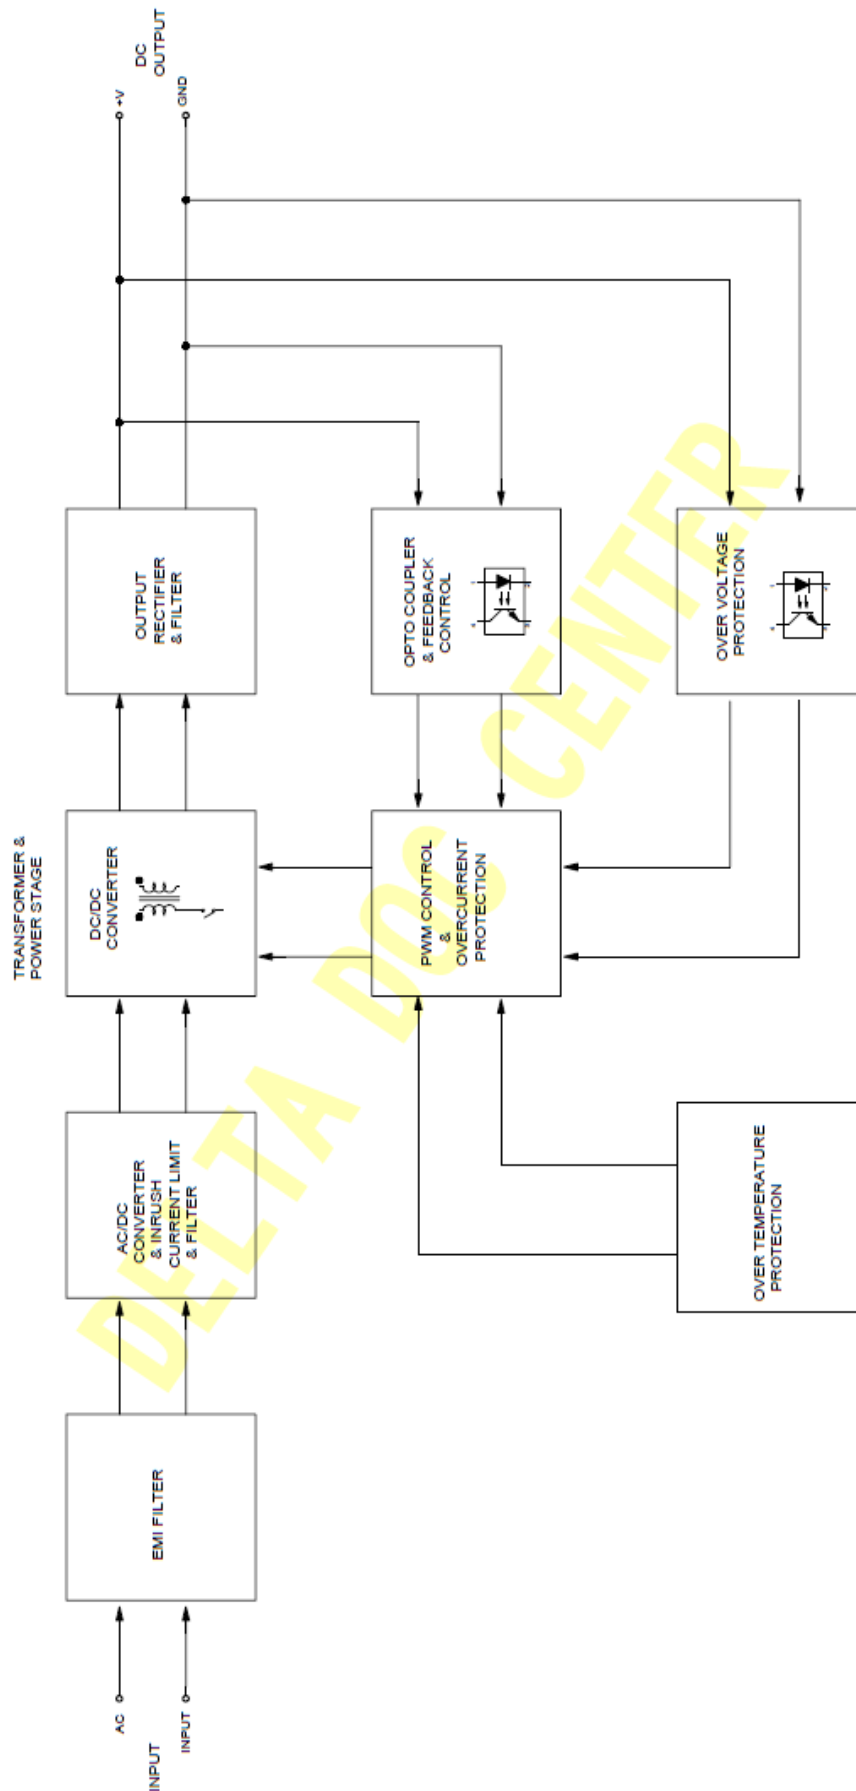 TRANSFORMER &
POWER STAGE
AC
INPUT
INPUT
EMI FILTER
AC/DC
CONVERTER
& INRUSH
CURRENT LIMIT
& FILTER
DC/DC
CONVERTER
OUTPUT
RECTIFIER
& FILTER
+V
GND
DC
OUTPUT
PWM CONTROL
&
OVERCURRENT
PROTECTION
OPTO COUPLER
& FEEDBACK
CONTROL
OVER TEMPERATURE
PROTECTION
OVER VOLTAGE
PROTECTION
DELTA DOC CENTER